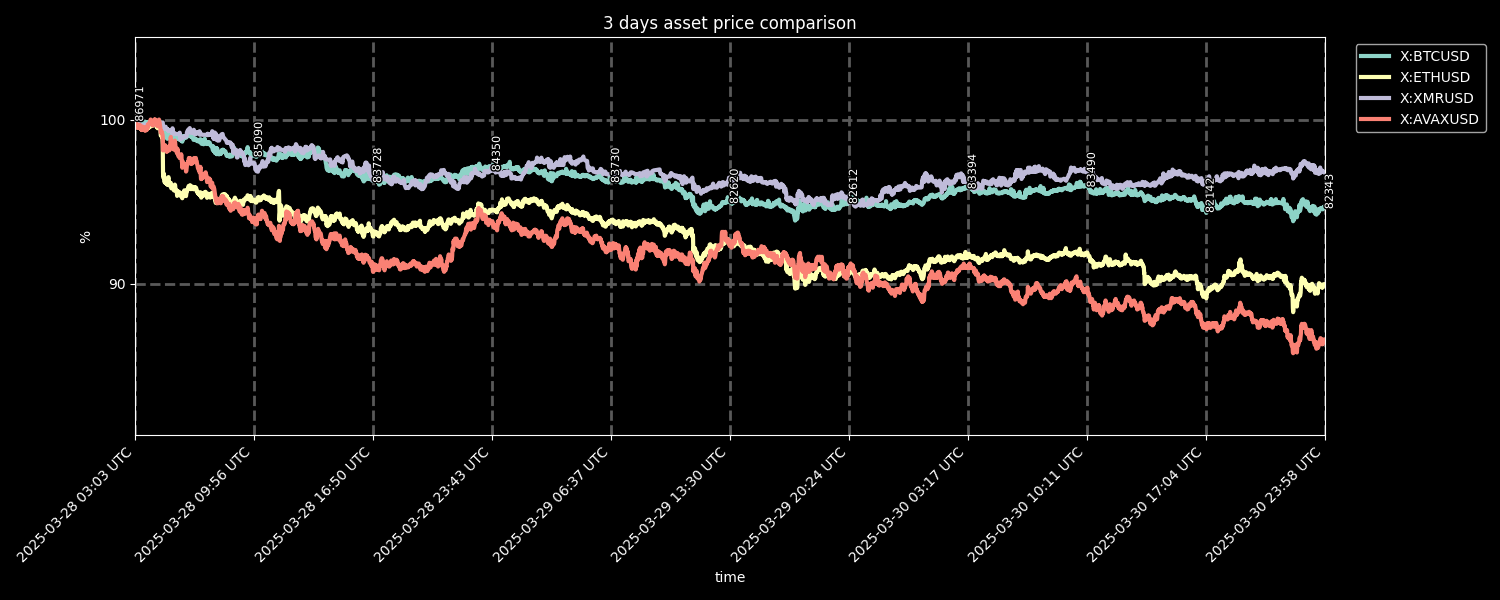 3 days asset price comparison
X:BTCUSD
X:ETHUSD
X:XMRUSD
X:AVAXUSD
%
100
90
86971
85090
83728
84350
83730
82620
82612
83394
83490
82142
82343
2025-03-28 03:03 UTC
2025-03-28 09:56 UTC
2025-03-28 16:50 UTC
2025-03-28 23:43 UTC
2025-03-29 06:37 UTC
2025-03-29 13:30 UTC
2025-03-29 20:24 UTC
2025-03-30 03:17 UTC
2025-03-30 10:11 UTC
2025-03-30 17:04 UTC
2025-03-30 23:58 UTC
time